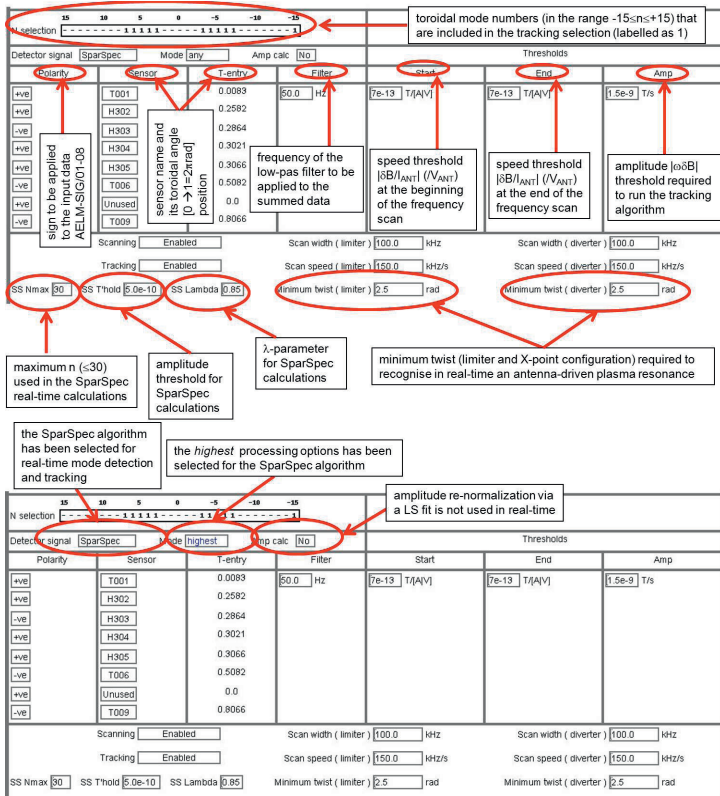 15 10 5 0 -5 -10 -15
toroidal mode numbers (in the range -15≤n≤+15) that
are included in the tracking selection (labelled as 1)
N selection
Detector signal SparSpec Mode any Amp calc No Thresholds
Polarity Sensor T-entry Filter Start End Amp
+ve T001 0.0083 50.0 Hz 7e-13 T/[A|V] 7e-13 T/[A|V] 1.5e-9 T/s
+ve H302 0.2582
-ve H303 0.2864
+ve H304 0.3021
+ve H305 0.3066
-ve T006 0.5082
+ve Unused 0.0
-ve T009 0.8066
sign to be applied
to the input data
AELM-SIG/01-08
sensor name and
its toroidal angle
[0 →1=2πrad]
position
frequency of the
low-pas filter to be
applied to the
summed data
speed threshold
|δB/I_ANT| (/V_ANT)
at the beginning
of the frequency
scan
speed threshold
|δB/I_ANT| (/V_ANT)
at the end of the
frequency scan
amplitude |ωδB|
threshold required
to run the tracking
algorithm
Scanning Enabled Scan width ( limiter ) 100.0 kHz Scan width ( diverter ) 100.0 kHz
Tracking Enabled Scan speed ( limiter ) 150.0 kHz/s Scan speed ( diverter ) 150.0 kHz/s
SS Nmax 30 SS T'hold 5.0e-10 SS Lambda 0.85 Minimum twist ( limiter ) 2.5 rad Minimum twist ( diverter ) 2.5 rad
maximum n (≤30)
used in the SparSpec
real-time calculations
amplitude
threshold for
SparSpec
calculations
λ-parameter
for SparSpec
calculations
minimum twist (limiter and X-point configuration) required to
recognise in real-time an antenna-driven plasma resonance
the SparSpec algorithm
has been selected for
real-time mode detection
and tracking
the highest processing options has been
selected for the SparSpec algorithm
amplitude re-normalization via
a LS fit is not used in real-time
15 10 5 0 -5 -10 -15
N selection
Detector signal SparSpec Mode highest Amp calc No Thresholds
Polarity Sensor T-entry Filter Start End Amp
+ve T001 0.0083 50.0 Hz 7e-13 T/[A|V] 7e-13 T/[A|V] 1.5e-9 T/s
+ve H302 0.2582
-ve H303 0.2864
+ve H304 0.3021
+ve H305 0.3066
-ve T006 0.5082
+ve Unused 0.0
-ve T009 0.8066
Scanning Enabled Scan width ( limiter ) 100.0 kHz Scan width ( diverter ) 100.0 kHz
Tracking Enabled Scan speed ( limiter ) 150.0 kHz/s Scan speed ( diverter ) 150.0 kHz/s
SS Nmax 30 SS T'hold 5.0e-10 SS Lambda 0.85 Minimum twist ( limiter ) 2.5 rad Minimum twist ( diverter ) 2.5 rad